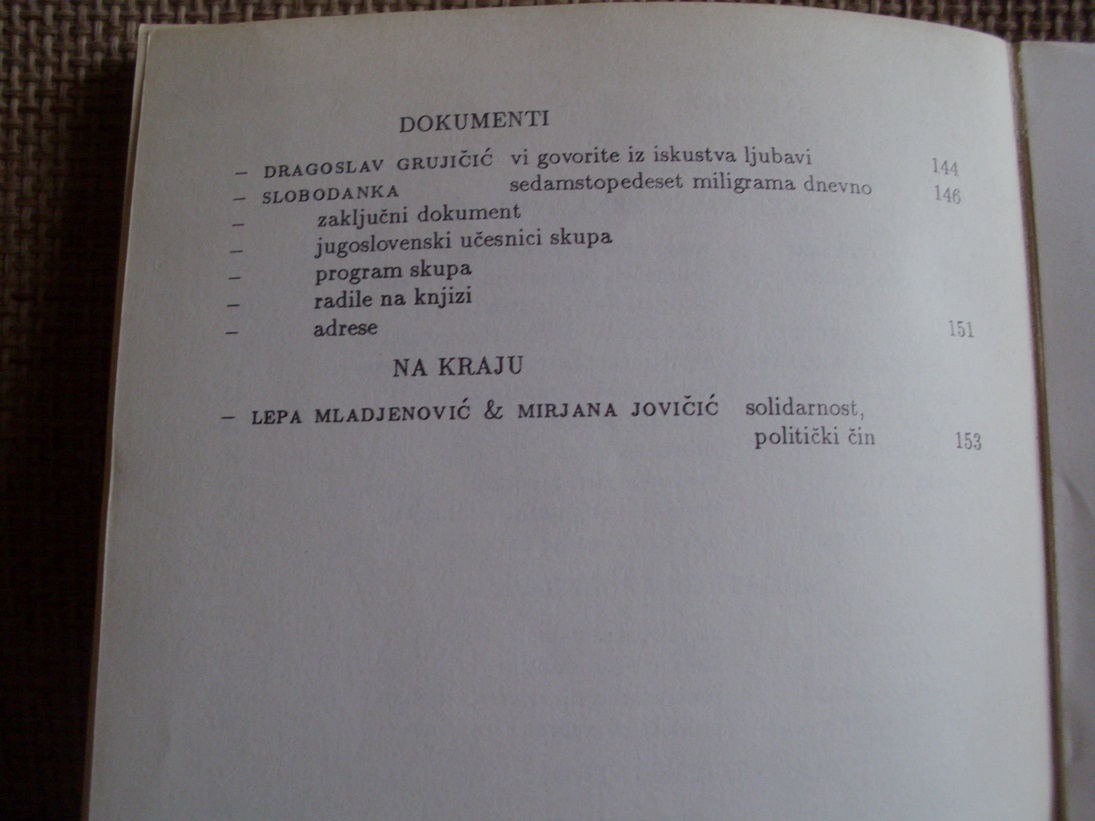 DOKUMENTI
– DRAGOSLAV GRUJIČIĆ vi govorite iz iskustva ljubavi 144
– SLOBODANKA sedamstopedeset miligrama dnevno 146
– zaključni dokument
– jugoslovenski učesnici skupa
– program skupa
– radile na knjizi
– adrese 151
NA KRAJU
– LEPA MLADJENOVIĆ & MIRJANA JOVIČIĆ solidarnost,
politički čin 153